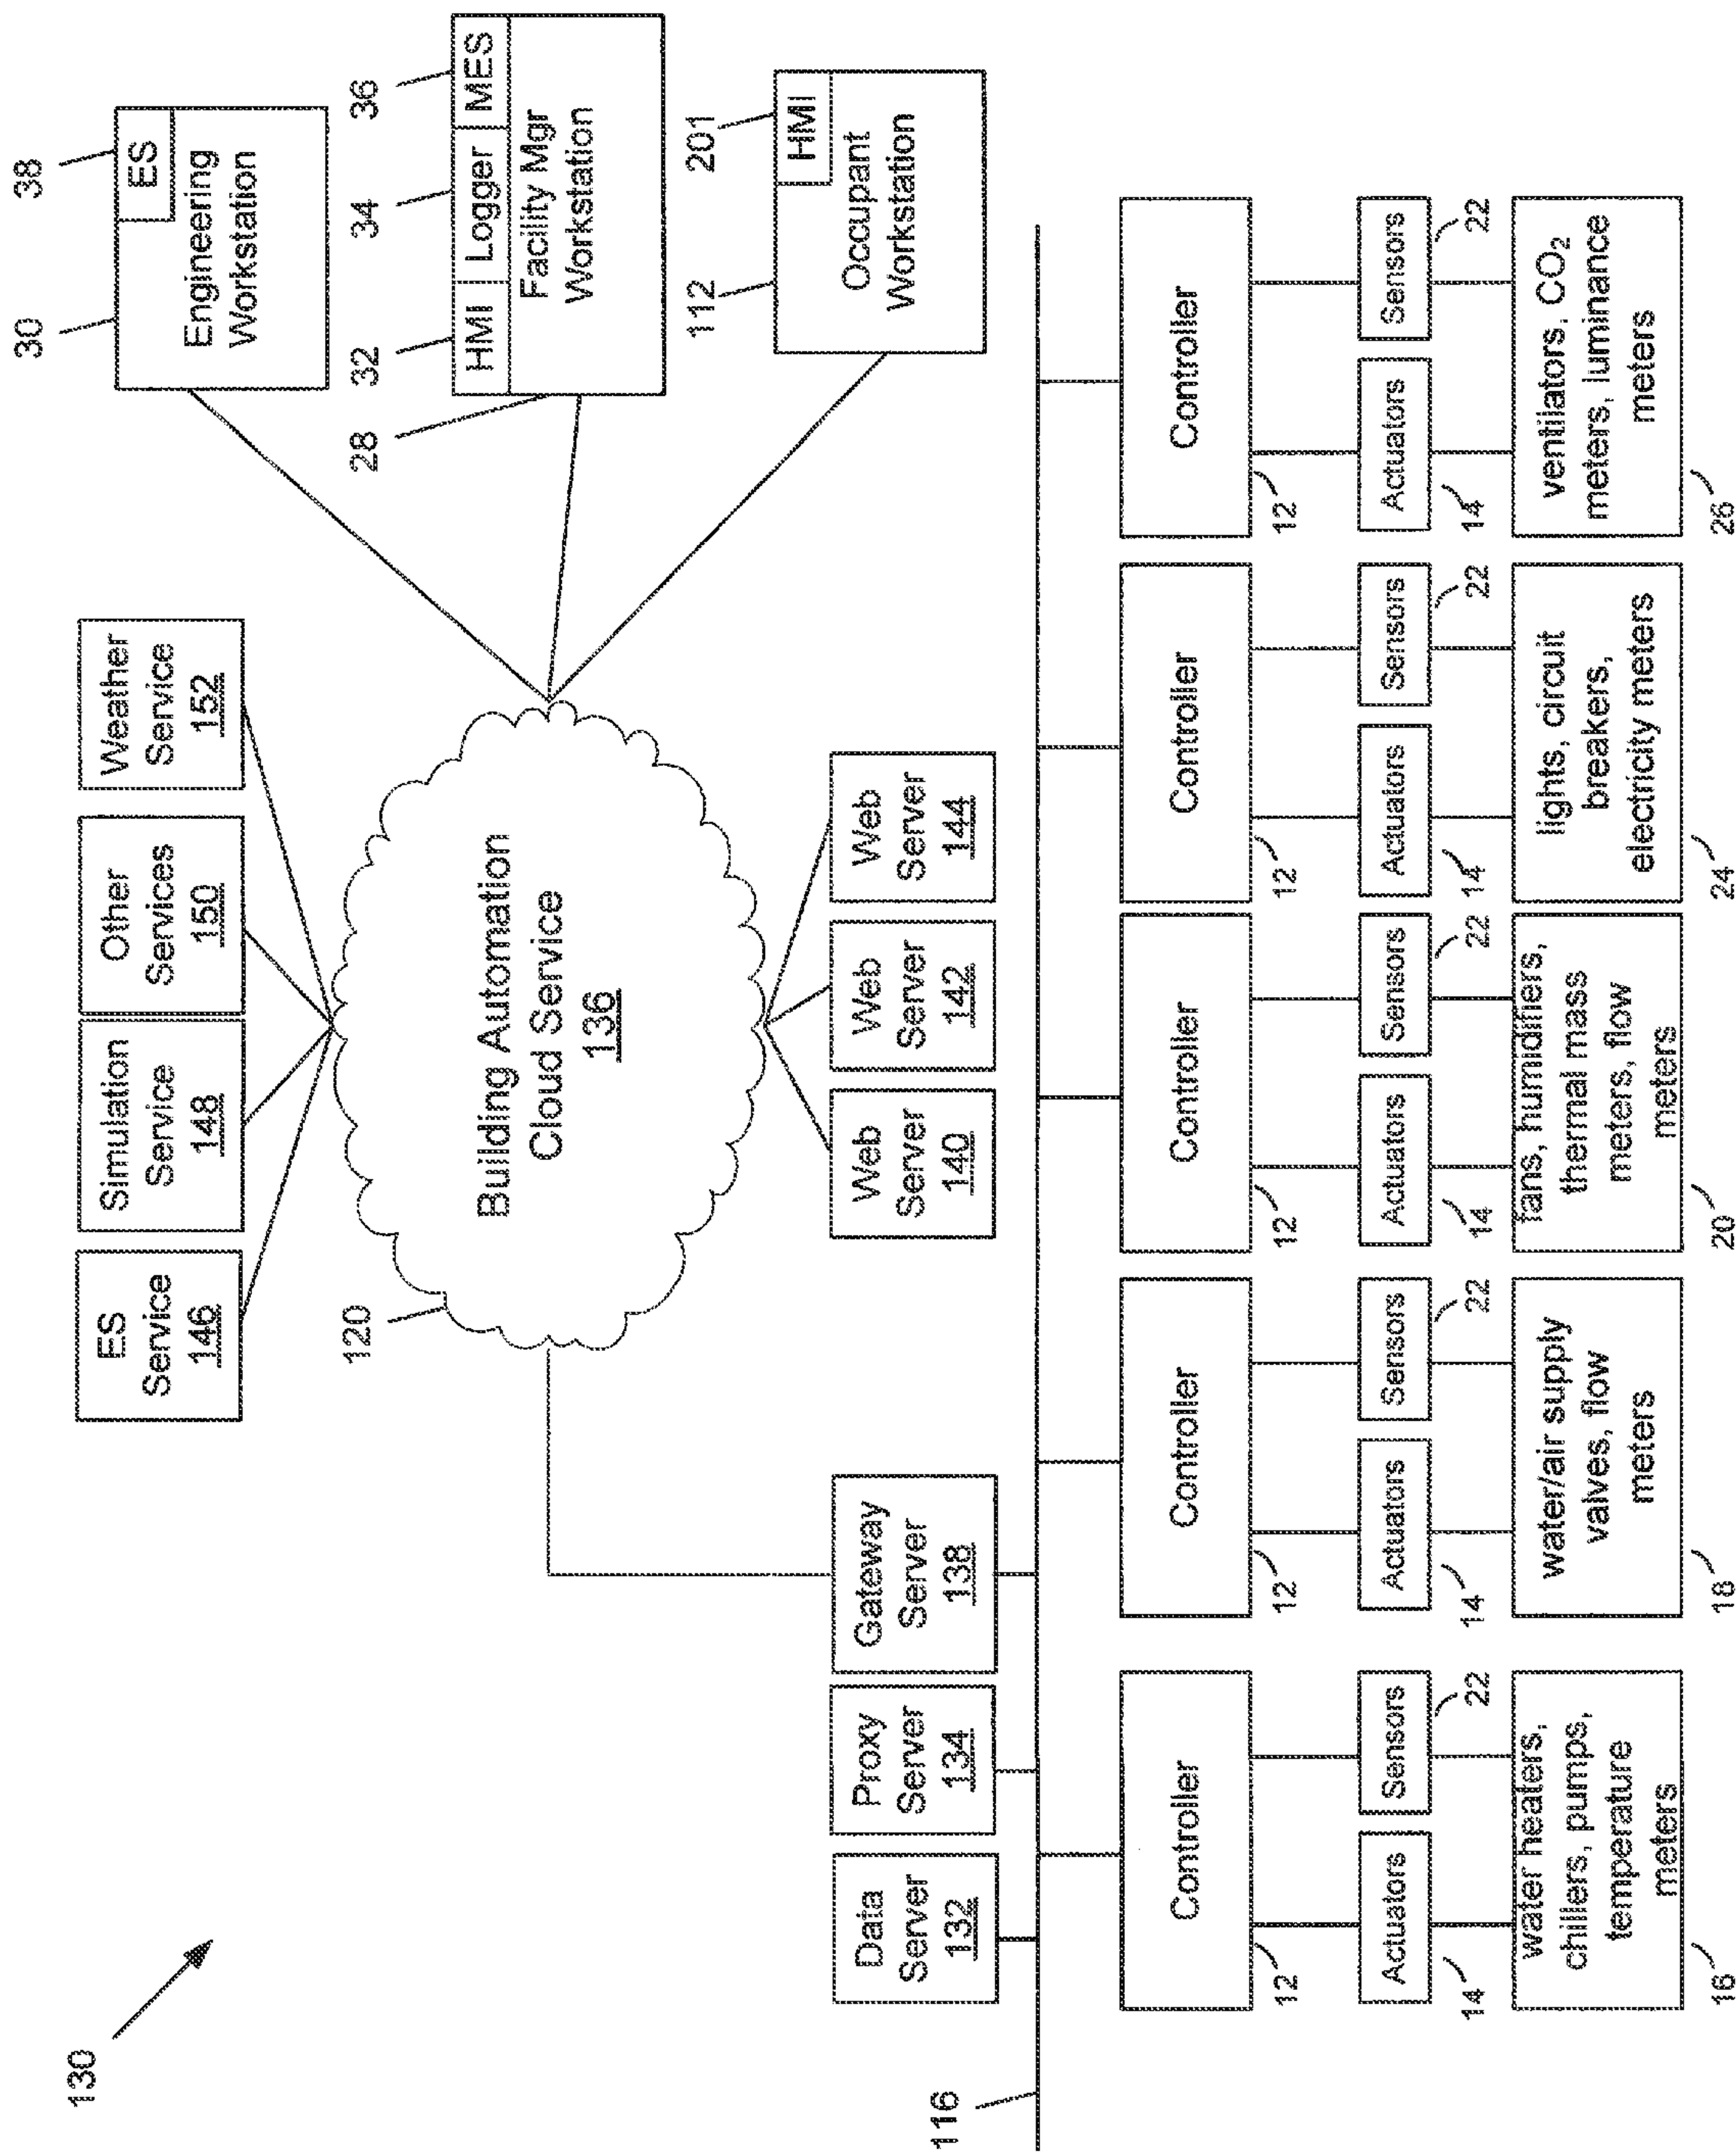 130
ES
Service
146
Simulation
Service
148
Other
Services
150
Weather
Service
152
30
38
ES
Engineering
Workstation
32
34
36
HMI
Logger
MES
Facility Mgr
Workstation
28
112
201
HMI
Occupant
Workstation
120
Building Automation
Cloud Service
136
Data
Server
132
Proxy
Server
134
Gateway
Server
138
Web
Server
140
Web
Server
142
Web
Server
144
116
Controller
12
Actuators
14
Sensors
22
water heaters,
chillers, pumps,
temperature
meters
16
Controller
12
Actuators
14
Sensors
22
water/air supply
valves, flow
meters
18
Controller
12
Actuators
14
Sensors
22
fans, humidifiers,
thermal mass
meters, flow
meters
20
Controller
12
Actuators
14
Sensors
22
lights, circuit
breakers,
electricity meters
24
Controller
12
Actuators
14
Sensors
22
ventilators, CO₂
meters, luminance
meters
26